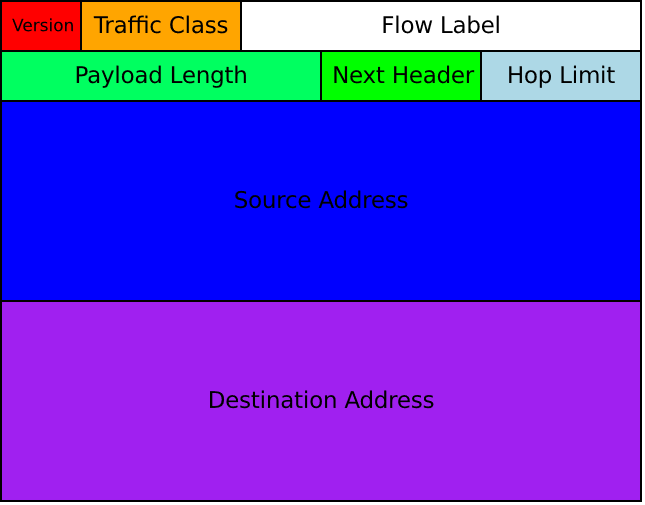 Version Traffic Class Flow Label
Payload Length Next Header Hop Limit
Source Address
Destination Address